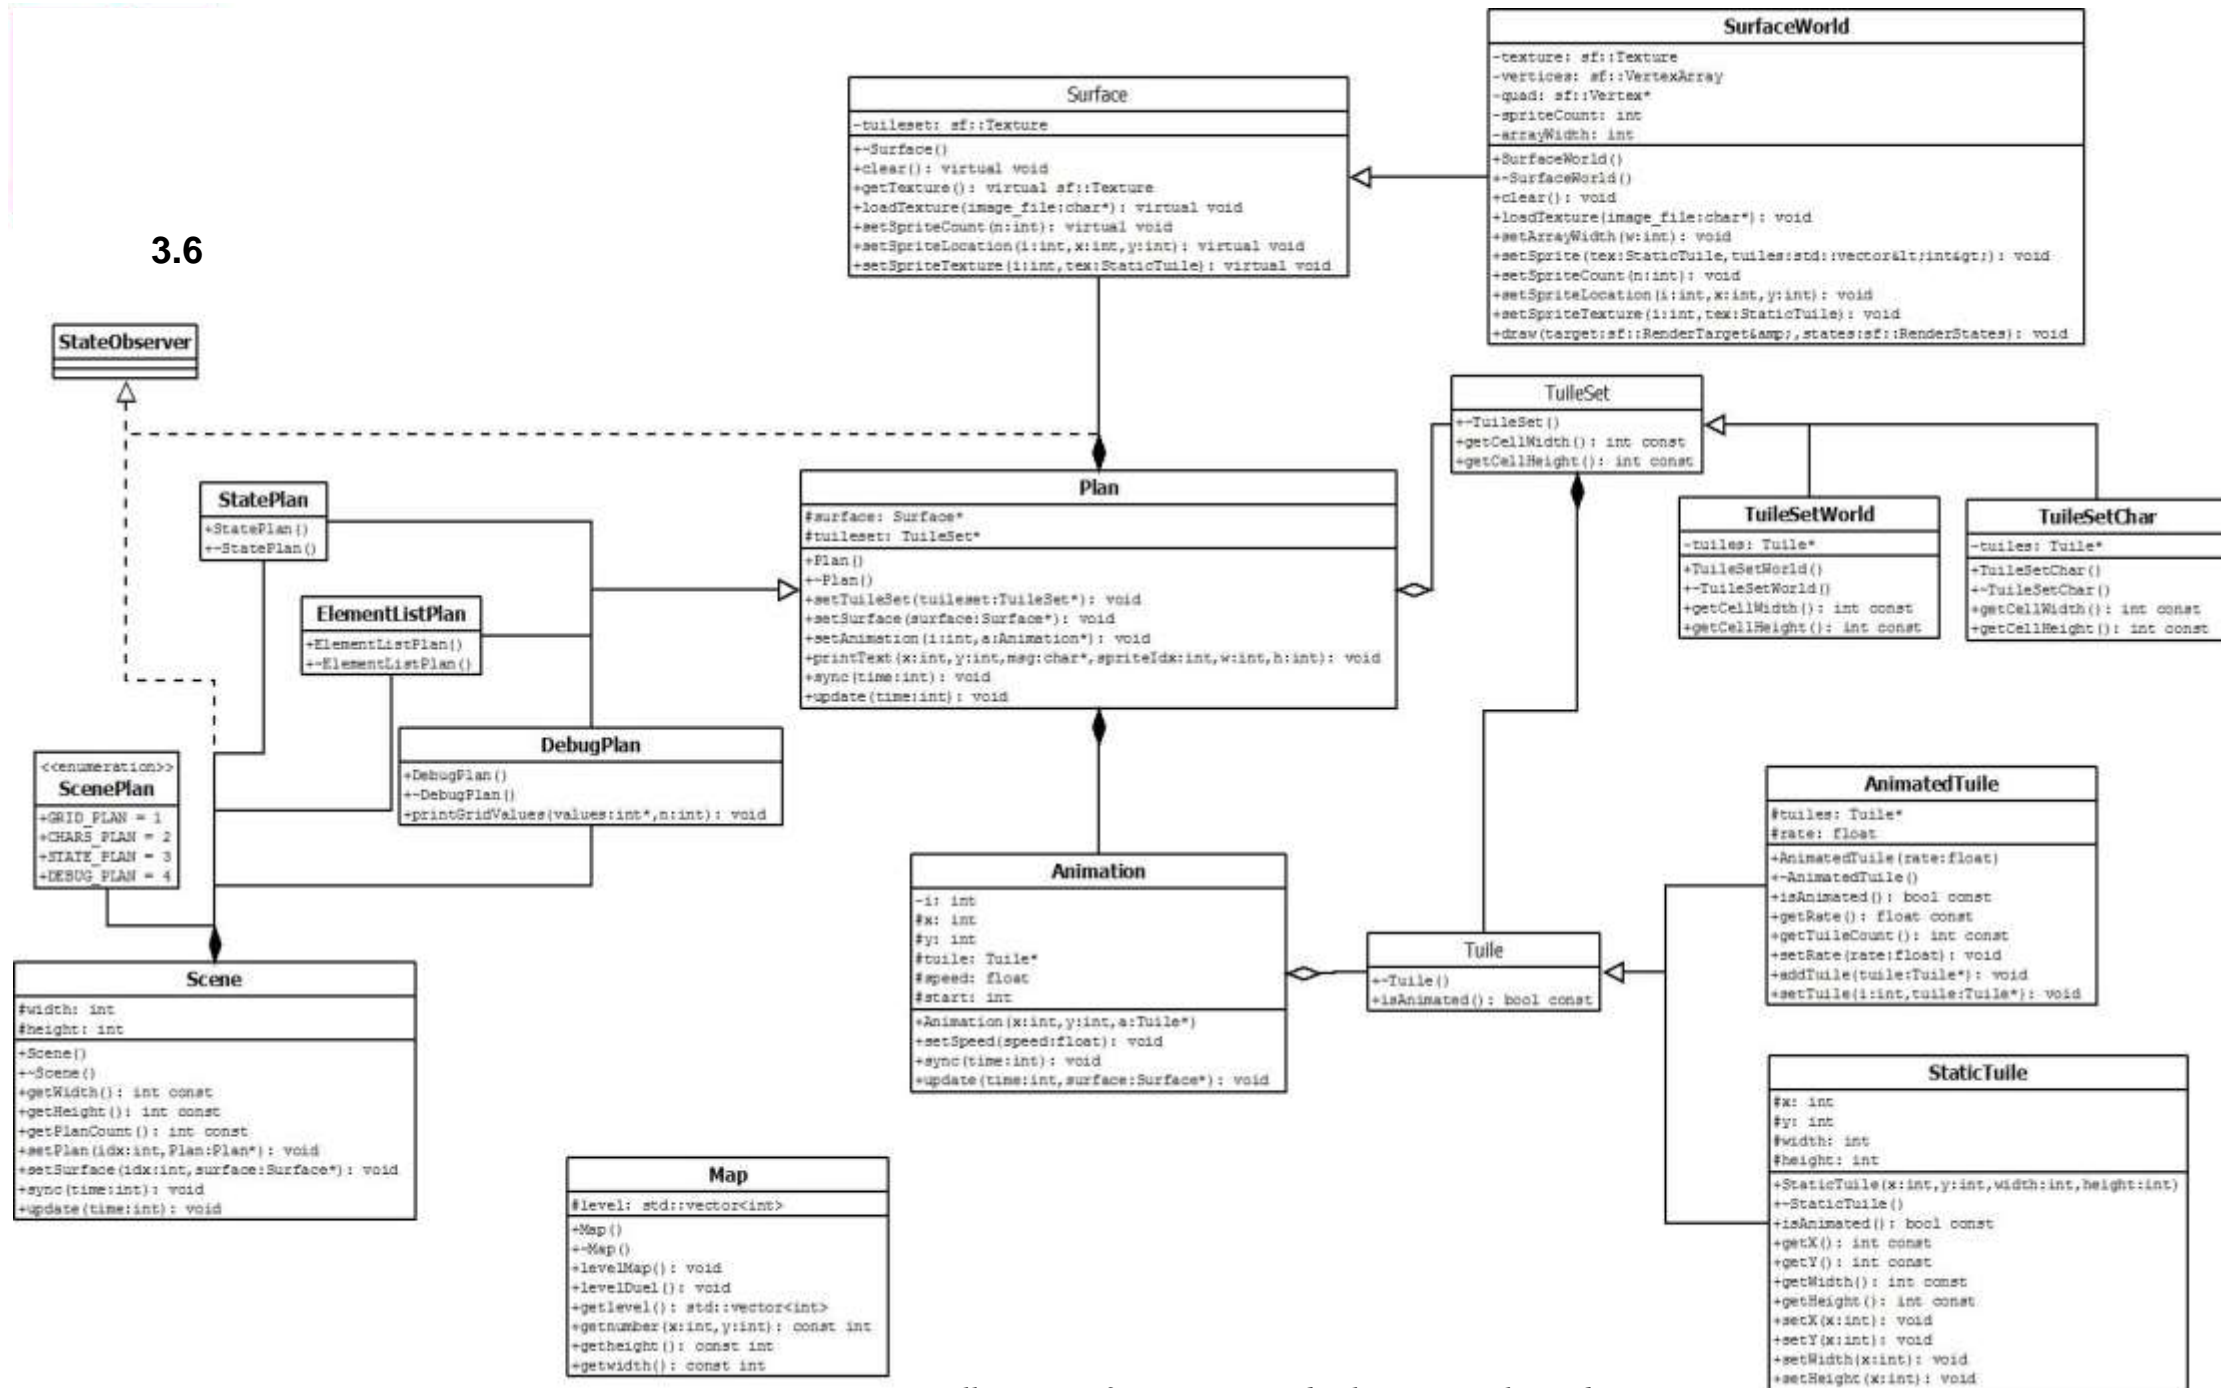 SurfaceWorld
-texture: sf::Texture
-vertices: sf::VertexArray
-quad: sf::Vertex*
-spriteCount: int
-arrayWidth: int
+SurfaceWorld()
+~SurfaceWorld()
+clear(): void
+loadTexture(image_file:char*): void
+setArrayWidth(w:int): void
+setSprite(tex:StaticTuile,tuiles:std::vector&lt;int&gt;): void
+setSpriteCount(n:int): void
+setSpriteLocation(i:int,x:int,y:int): void
+setSpriteTexture(i:int,tex:StaticTuile): void
+draw(target:sf::RenderTarget&amp;,states:sf::RenderStates): void
Surface
-tuileset: sf::Texture
+~Surface()
+clear(): virtual void
+getTexture(): virtual sf::Texture
+loadTexture(image_file:char*): virtual void
+setSpriteCount(n:int): virtual void
+setSpriteLocation(i:int,x:int,y:int): virtual void
+setSpriteTexture(i:int,tex:StaticTuile): virtual void
3.6
StateObserver
TuileSet
+~TuileSet()
+getCellWidth(): int const
+getCellHeight(): int const
StatePlan
+StatePlan()
+~StatePlan()
Plan
#surface: Surface*
#tuileset: TuileSet*
+Plan()
+~Plan()
+setTuileSet(tuileset:TuileSet*): void
+setSurface(surface:Surface*): void
+setAnimation(i:int,a:Animation*): void
+printText(x:int,y:int,msg:char*,spriteIdx:int,w:int,h:int): void
+sync(time:int): void
+update(time:int): void
TuileSetWorld
-tuiles: Tuile*
+TuileSetWorld()
+~TuileSetWorld()
+getCellWidth(): int const
+getCellHeight(): int const
TuileSetChar
-tuiles: Tuile*
+TuileSetChar()
+~TuileSetChar()
+getCellWidth(): int const
+getCellHeight(): int const
ElementListPlan
+ElementListPlan()
+~ElementListPlan()
DebugPlan
+DebugPlan()
+~DebugPlan()
+printGridValues(values:int*,n:int): void
<<enumeration>>
ScenePlan
+GRID_PLAN = 1
+CHARS_PLAN = 2
+STATE_PLAN = 3
+DEBUG_PLAN = 4
AnimatedTuile
#tuiles: Tuile*
#rate: float
+AnimatedTuile(rate:float)
+~AnimatedTuile()
+isAnimated(): bool const
+getRate(): float const
+getTuileCount(): int const
+setRate(rate:float): void
+addTuile(tuile:Tuile*): void
+setTuile(i:int,tuile:Tuile*): void
Animation
-i: int
#x: int
#y: int
#tuile: Tuile*
#speed: float
#start: int
+Animation(x:int,y:int,a:Tuile*)
+setSpeed(speed:float): void
+sync(time:int): void
+update(time:int,surface:Surface*): void
Tuile
+~Tuile()
+isAnimated(): bool const
Scene
#width: int
#height: int
+Scene()
+~Scene()
+getWidth(): int const
+getHeight(): int const
+getPlanCount(): int const
+setPlan(idx:int,Plan:Plan*): void
+setSurface(idx:int,surface:Surface*): void
+sync(time:int): void
+update(time:int): void
StaticTuile
#x: int
#y: int
#width: int
#height: int
+StaticTuile(x:int,y:int,width:int,height:int)
+~StaticTuile()
+isAnimated(): bool const
+getX(): int const
+getY(): int const
+getWidth(): int const
+getHeight(): int const
+setX(x:int): void
+setY(x:int): void
+setWidth(x:int): void
+setHeight(x:int): void
Map
#level: std::vector<int>
+Map()
+~Map()
+levelMap(): void
+levelDuel(): void
+getlevel(): std::vector<int>
+getnumber(x:int,y:int): const int
+getheight(): const int
+getwidth(): const int